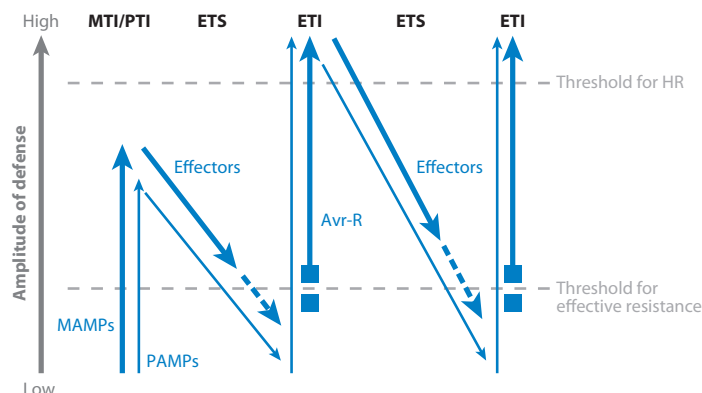 High
MTI/PTI
ETS
ETI
ETS
ETI
Threshold for HR
Effectors
Effectors
Amplitude of defense
Avr-R
Threshold for
effective resistance
MAMPs
PAMPs
Low